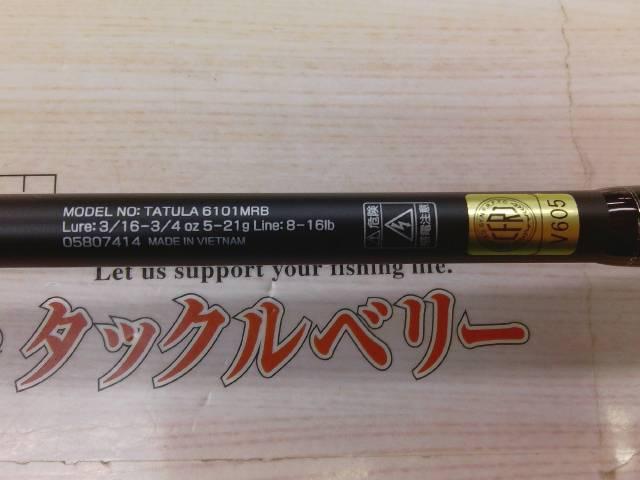 MODEL NO: TATULA 6101MRB
Lure: 3/16-3/4 oz 5-21g Line: 8-16lb
05807414 MADE IN VIETNAM
危険
感電注意
V605
Let us support your fishing life.
タックルベリー